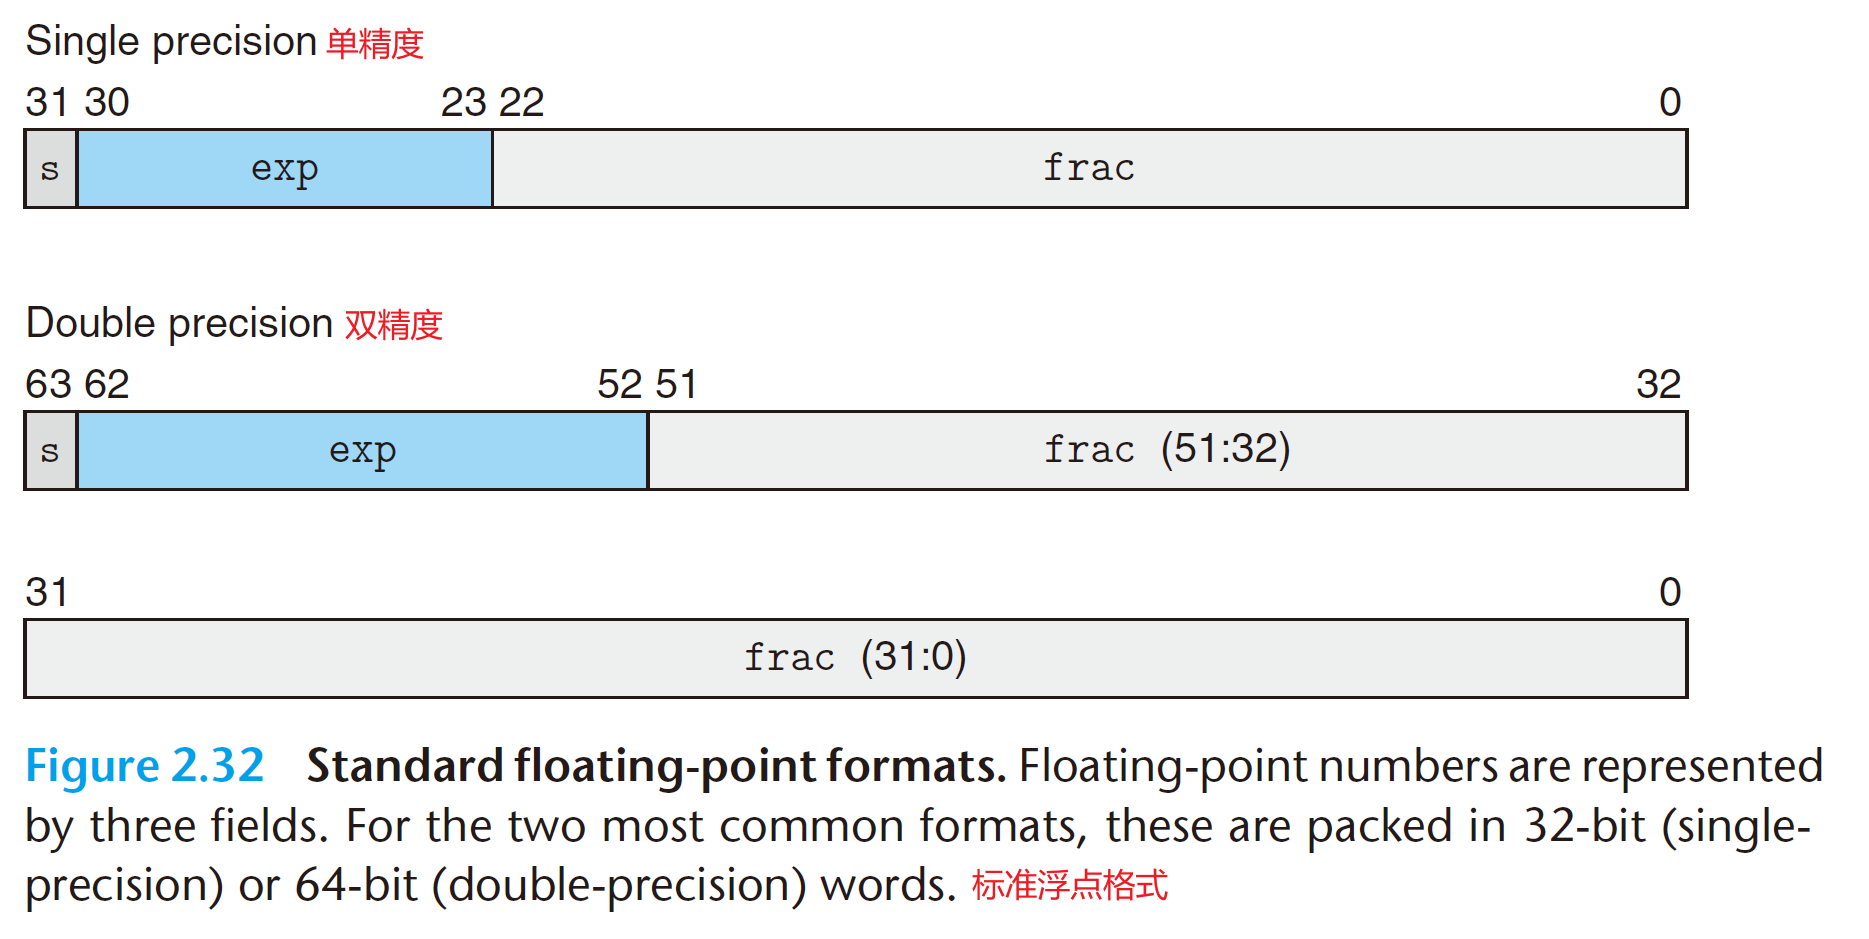 Single precision 单精度
31 30 23 22 0
s exp frac
Double precision 双精度
63 62 52 51 32
s exp frac (51:32)
31 0
frac (31:0)
Figure 2.32 Standard floating-point formats. Floating-point numbers are represented
by three fields. For the two most common formats, these are packed in 32-bit (single-
precision) or 64-bit (double-precision) words. 标准浮点格式